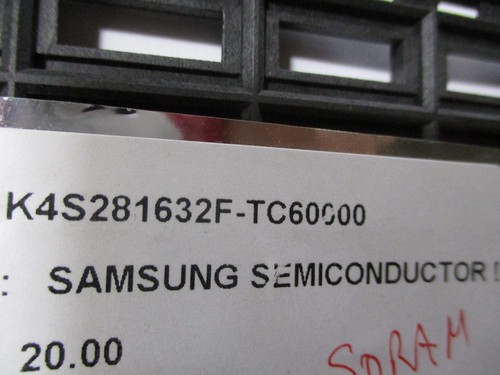 K4S281632F-TC60000
: SAMSUNG SEMICONDUCTOR
20.00
SDRAM